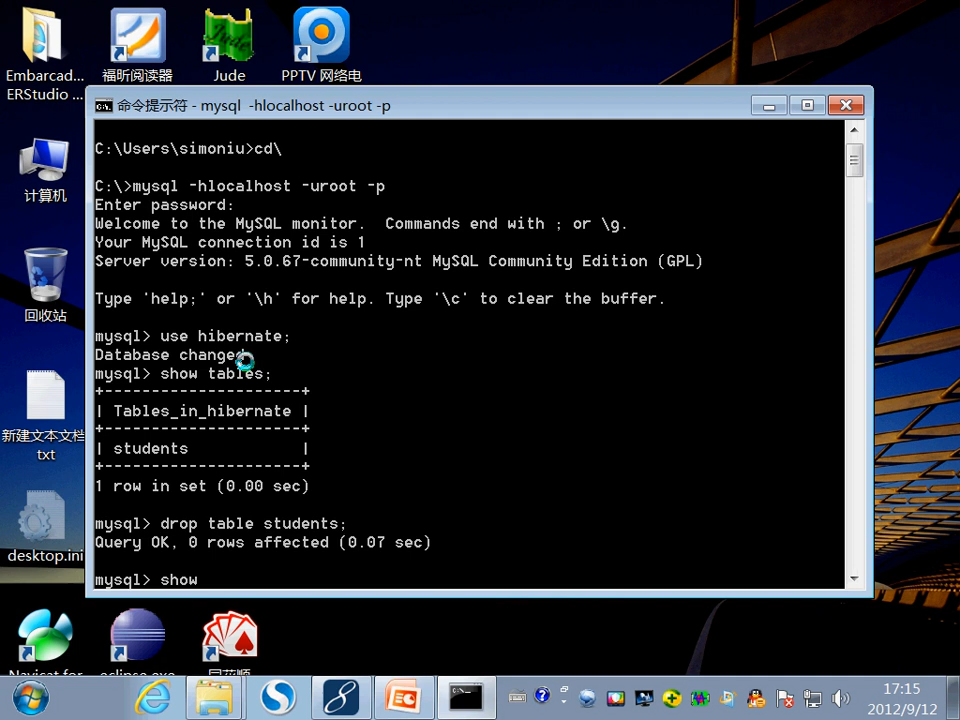 Embarcad...
ERStudio ...
福昕阅读器
Jude
PPTV 网络电
命令提示符 - mysql -hlocalhost -uroot -p
C:\Users\simoniu>cd\
C:\>mysql -hlocalhost -uroot -p
Enter password:
Welcome to the MySQL monitor.  Commands end with ; or \g.
Your MySQL connection id is 1
Server version: 5.0.67-community-nt MySQL Community Edition (GPL)
Type 'help;' or '\h' for help. Type '\c' to clear the buffer.
mysql> use hibernate;
Database changed
mysql> show tables;
+---------------------+
| Tables_in_hibernate |
+---------------------+
| students            |
+---------------------+
1 row in set (0.00 sec)
mysql> drop table students;
Query OK, 0 rows affected (0.07 sec)
mysql> show
计算机
回收站
新建文本文档
txt
desktop.ini
Navicat for
eclipse.exe
同花顺
17:15
2012/9/12